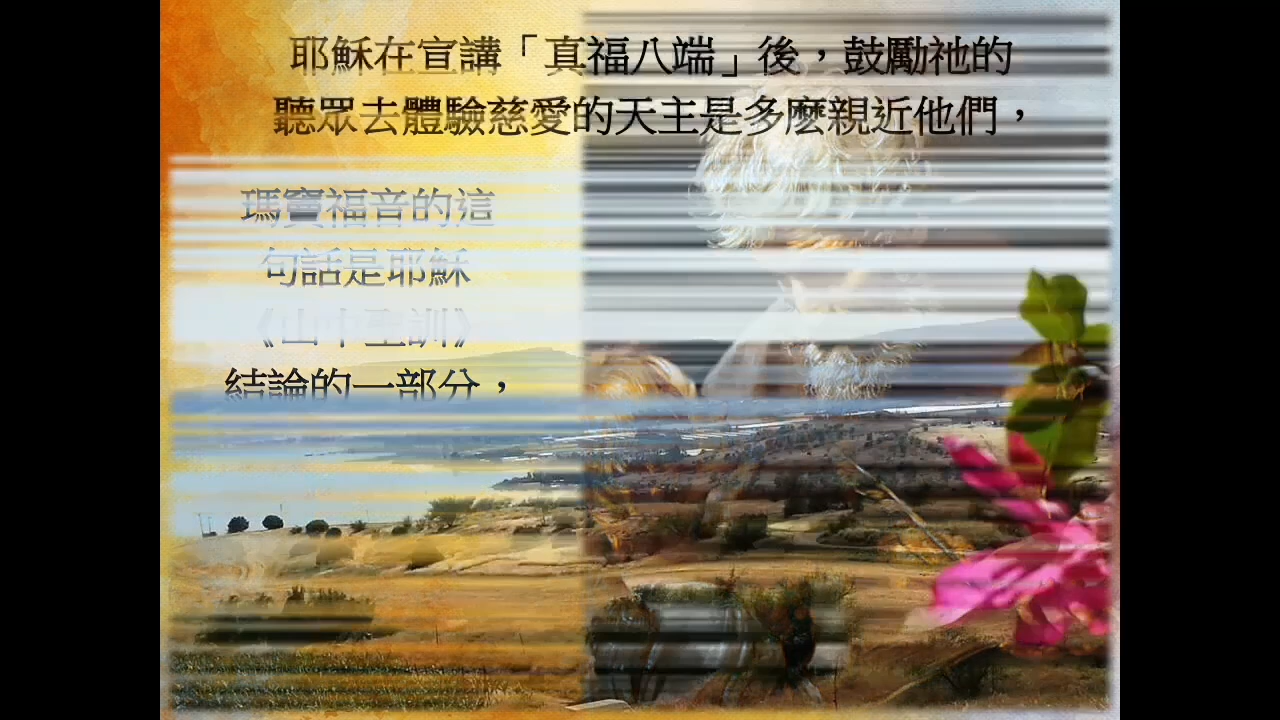 耶穌在宣講「真福八端」後，鼓勵祂的
聽眾去體驗慈愛的天主是多麽親近他們，
瑪竇福音的這
句話是耶穌
《山中聖訓》
結論的一部分，